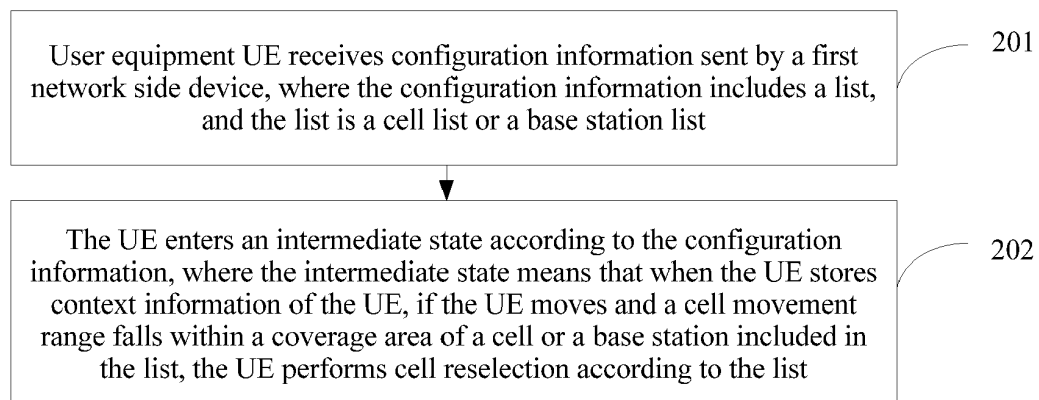 User equipment UE receives configuration information sent by a first
network side device, where the configuration information includes a list,
and the list is a cell list or a base station list
201
The UE enters an intermediate state according to the configuration
information, where the intermediate state means that when the UE stores
context information of the UE, if the UE moves and a cell movement
range falls within a coverage area of a cell or a base station included in
the list, the UE performs cell reselection according to the list
202